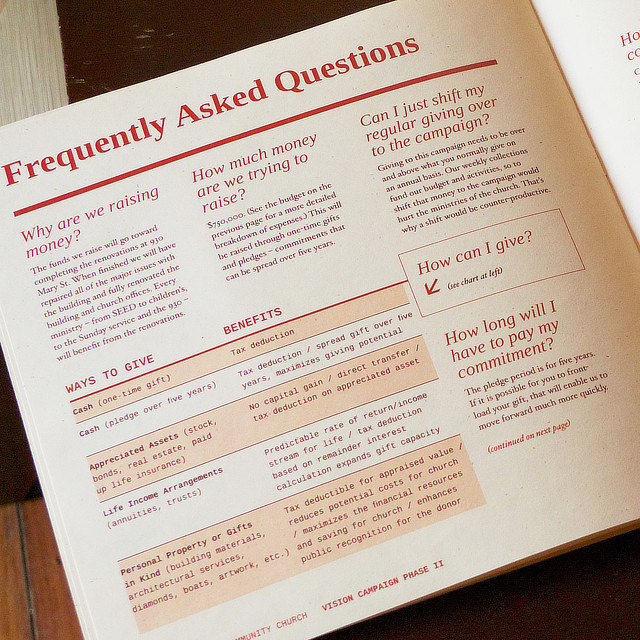 Frequently Asked Questions
Why are we raising
money?
The funds we raise will go toward
completing the renovations at 930
Mary St. When finished we will have
repaired all of the major issues with
the building and fully renovated the
building and church offices. Every
ministry – from SEED to children's,
to the Sunday service and the 930 –
will benefit from the renovations.
How much money
are we trying to
raise?
$750,000. (See the budget on the
previous page for a more detailed
breakdown of expenses.) This will
be raised through one-time gifts
and pledges – commitments that
can be spread over five years.
Can I just shift my
regular giving over
to the campaign?
Giving to this campaign needs to be over
and above what you normally give on
an annual basis. Our weekly collections
fund our budget and activities, so to
shift that money to the campaign would
hurt the ministries of the church. That's
why a shift would be counter-productive.
How can I give?
(see chart at left)
How long will I
have to pay my
commitment?
The pledge period is for five years.
If it is possible for you to front-
load your gift, that will enable us to
move forward much more quickly.
(continued on next page)
WAYS TO GIVE BENEFITS
Cash (one-time gift) Tax deduction
Cash (pledge over five years) Tax deduction / spread gift over five
years, maximizes giving potential
Appreciated Assets (stock,
bonds, real estate, paid
up life insurance)
No capital gain / direct transfer /
tax deduction on appreciated asset
Life Income Arrangements
(annuities, trusts)
Predictable rate of return/income
stream for life / tax deduction
based on remainder interest
calculation expands gift capacity
Personal Property or Gifts
in Kind (building materials,
architectural services,
diamonds, boats, artwork, etc.)
Tax deductible for appraised value /
reduces potential costs for church
/ maximizes the financial resources
and saving for church / enhances
public recognition for the donor
MUNITY CHURCH VISION CAMPAIGN PHASE II
Ho